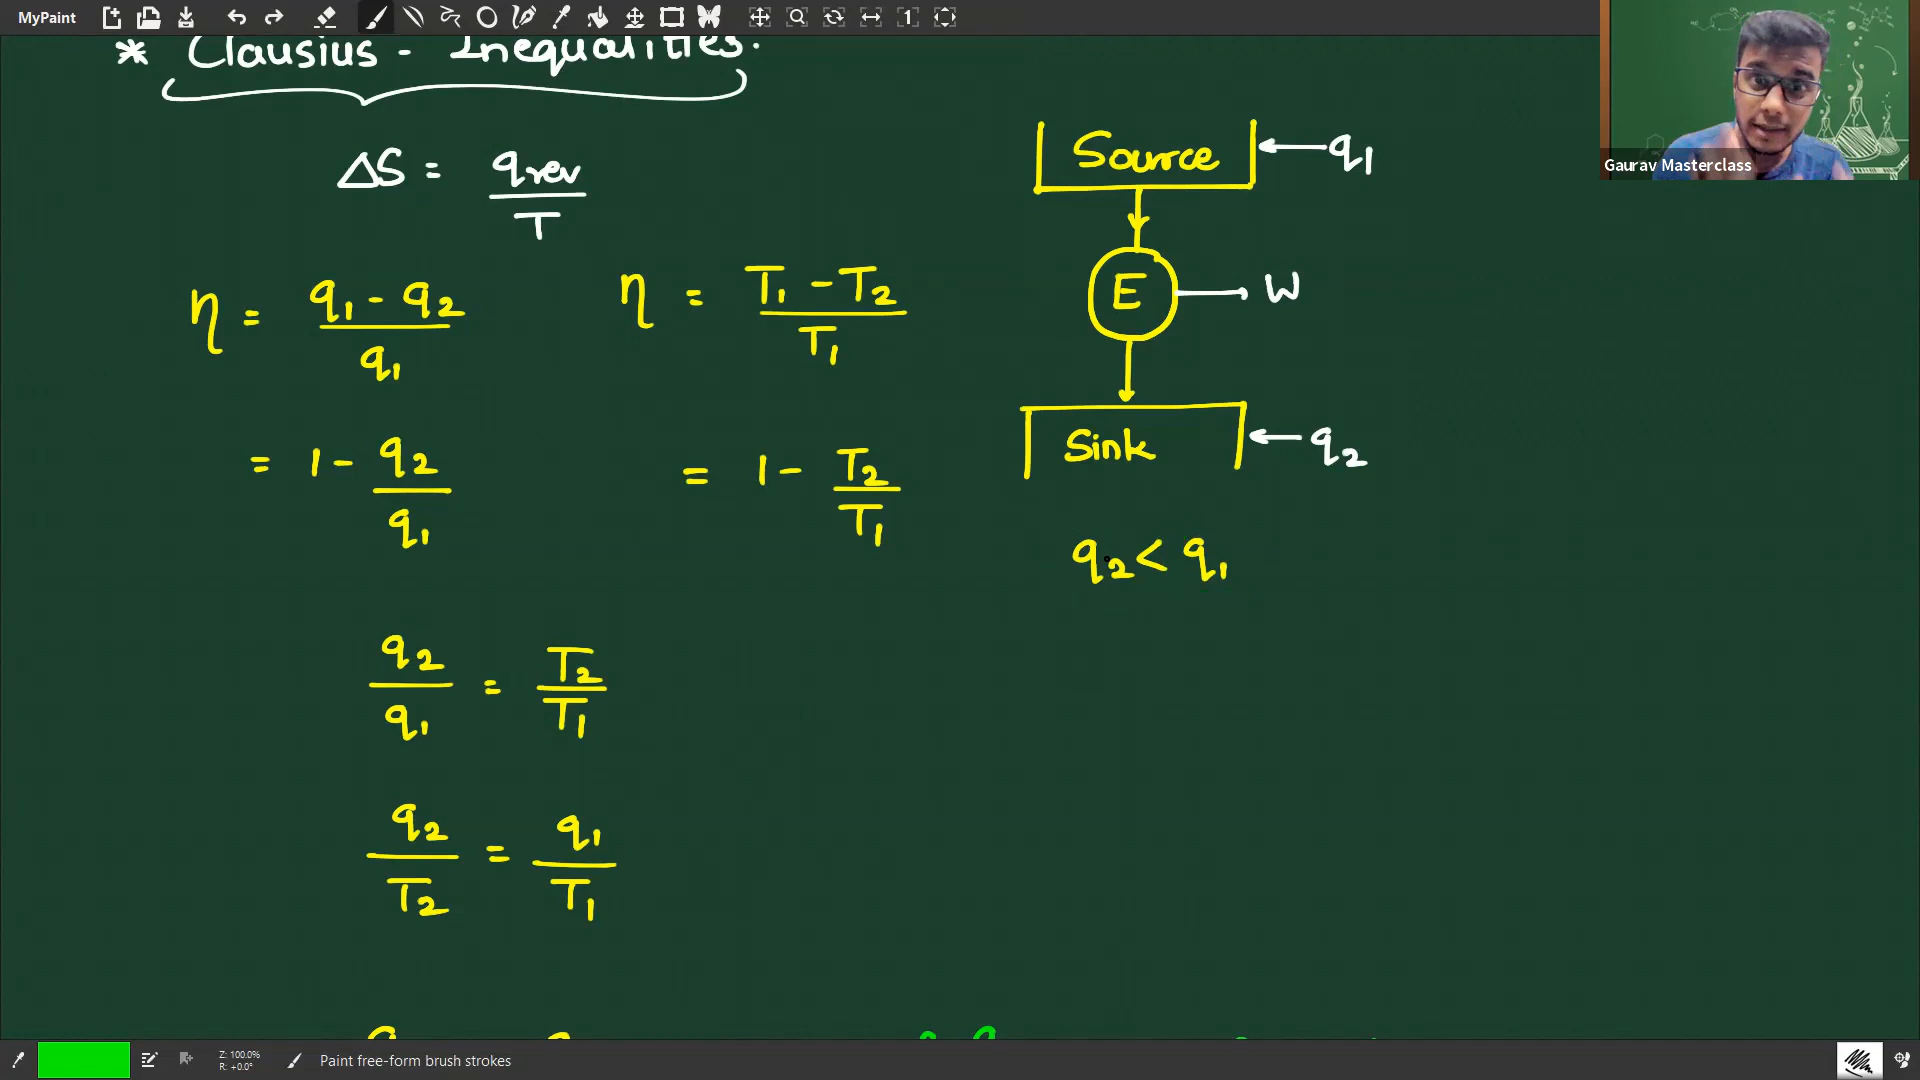 MyPaint
* Clausius - Inequalities.
ΔS = qrev / T
η = q1 - q2 / q1
η = T1 - T2 / T1
= 1 - q2 / q1
= 1 - T2 / T1
q2 / q1 = T2 / T1
q2 / T2 = q1 / T1
Source ← q1
E — W
Sink ← q2
q2 < q1
Gaurav Masterclass
Z: 100.0%
R: +0.0°
Paint free-form brush strokes